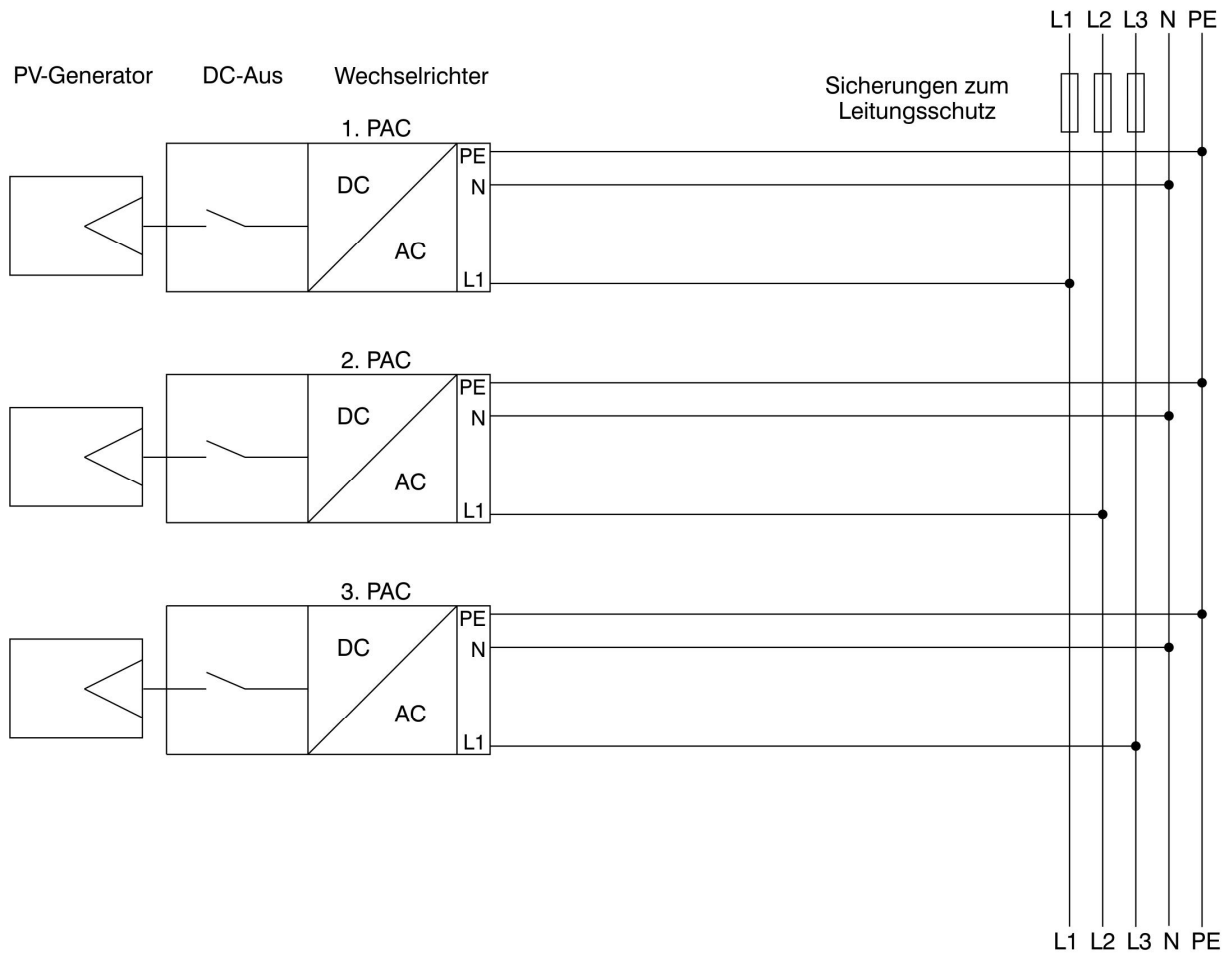 L1 L2 L3 N PE
PV-Generator DC-Aus Wechselrichter
Sicherungen zum
Leitungsschutz
1. PAC
PE
DC
N
AC
L1
2. PAC
PE
DC
N
AC
L1
3. PAC
PE
DC
N
AC
L1
L1 L2 L3 N PE